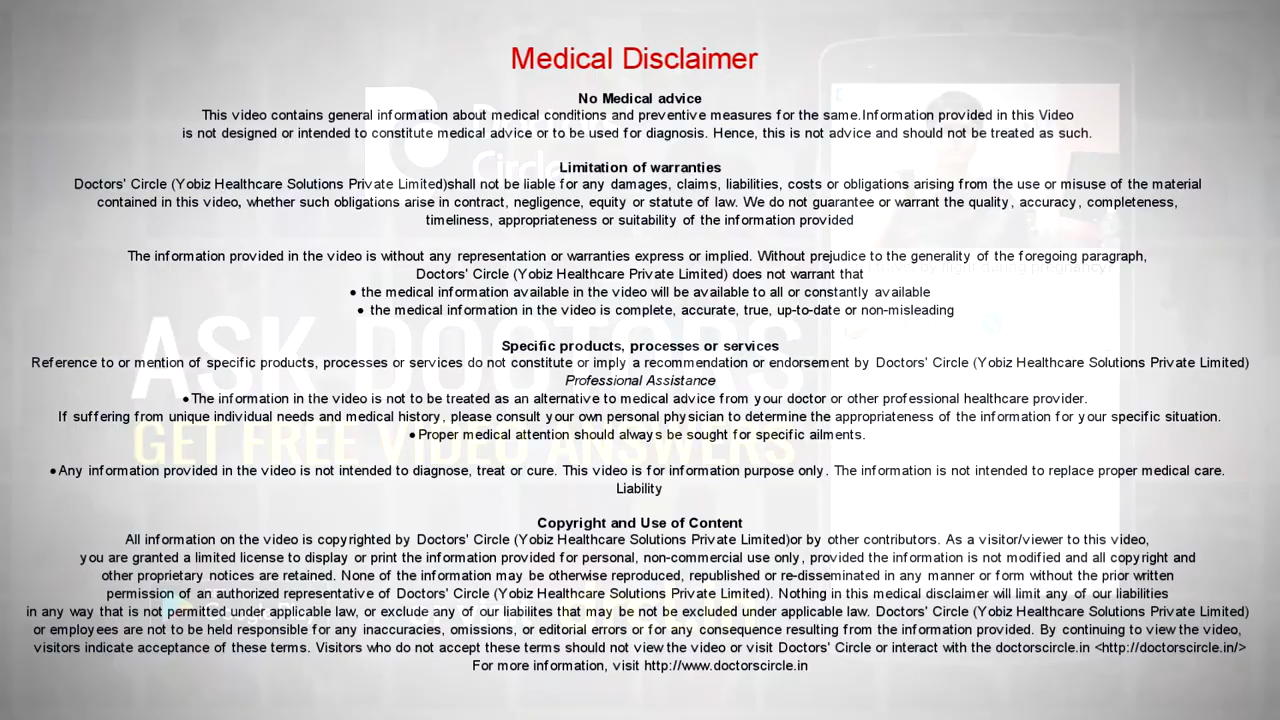 Medical Disclaimer
No Medical advice
This video contains general information about medical conditions and preventive measures for the same.Information provided in this Video
is not designed or intended to constitute medical advice or to be used for diagnosis. Hence, this is not advice and should not be treated as such.
Limitation of warranties
Doctors' Circle (Yobiz Healthcare Solutions Private Limited)shall not be liable for any damages, claims, liabilities, costs or obligations arising from the use or misuse of the material
contained in this video, whether such obligations arise in contract, negligence, equity or statute of law. We do not guarantee or warrant the quality, accuracy, completeness,
timeliness, appropriateness or suitability of the information provided
The information provided in the video is without any representation or warranties express or implied. Without prejudice to the generality of the foregoing paragraph,
Doctors' Circle (Yobiz Healthcare Private Limited) does not warrant that
• the medical information available in the video will be available to all or constantly available
• the medical information in the video is complete, accurate, true, up-to-date or non-misleading
Specific products, processes or services
Reference to or mention of specific products, processes or services do not constitute or imply a recommendation or endorsement by Doctors' Circle (Yobiz Healthcare Solutions Private Limited)
Professional Assistance
•The information in the video is not to be treated as an alternative to medical advice from your doctor or other professional healthcare provider.
If suffering from unique individual needs and medical history, please consult your own personal physician to determine the appropriateness of the information for your specific situation.
•Proper medical attention should always be sought for specific ailments.
•Any information provided in the video is not intended to diagnose, treat or cure. This video is for information purpose only. The information is not intended to replace proper medical care.
Liability
Copyright and Use of Content
All information on the video is copyrighted by Doctors' Circle (Yobiz Healthcare Solutions Private Limited)or by other contributors. As a visitor/viewer to this video,
you are granted a limited license to display or print the information provided for personal, non-commercial use only, provided the information is not modified and all copyright and
other proprietary notices are retained. None of the information may be otherwise reproduced, republished or re-disseminated in any manner or form without the prior written
permission of an authorized representative of Doctors' Circle (Yobiz Healthcare Solutions Private Limited). Nothing in this medical disclaimer will limit any of our liabilities
in any way that is not permitted under applicable law, or exclude any of our liabilites that may be not be excluded under applicable law. Doctors' Circle (Yobiz Healthcare Solutions Private Limited)
or employees are not to be held responsible for any inaccuracies, omissions, or editorial errors or for any consequence resulting from the information provided. By continuing to view the video,
visitors indicate acceptance of these terms. Visitors who do not accept these terms should not view the video or visit Doctors' Circle or interact with the doctorscircle.in <http://doctorscircle.in/>
For more information, visit http://www.doctorscircle.in
Circle
ASK DOCTORS
GET FREE VIDEO ANSWERS
Google Play
during pregnancy?